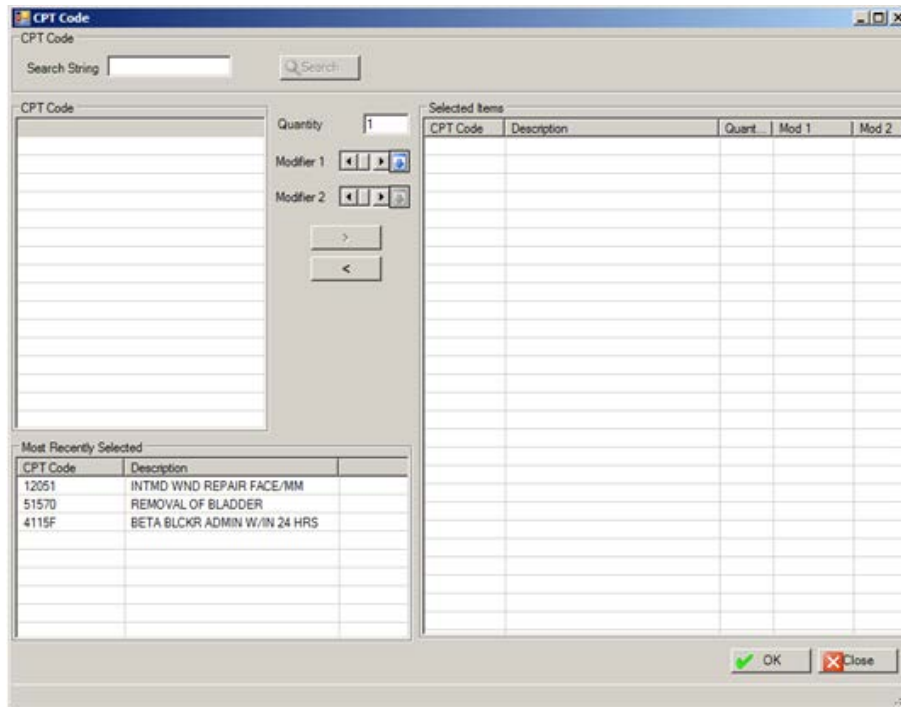 CPT Code
CPT Code
Search String
Search
CPT Code
Quantity 1
Modifier 1
Modifier 2
>
<
Selected Items
CPT Code Description Quant... Mod 1 Mod 2
Most Recently Selected
CPT Code Description
12051 INTMD WND REPAIR FACE/MM
51570 REMOVAL OF BLADDER
4115F BETA BLCKR ADMIN W/IN 24 HRS
OK Close